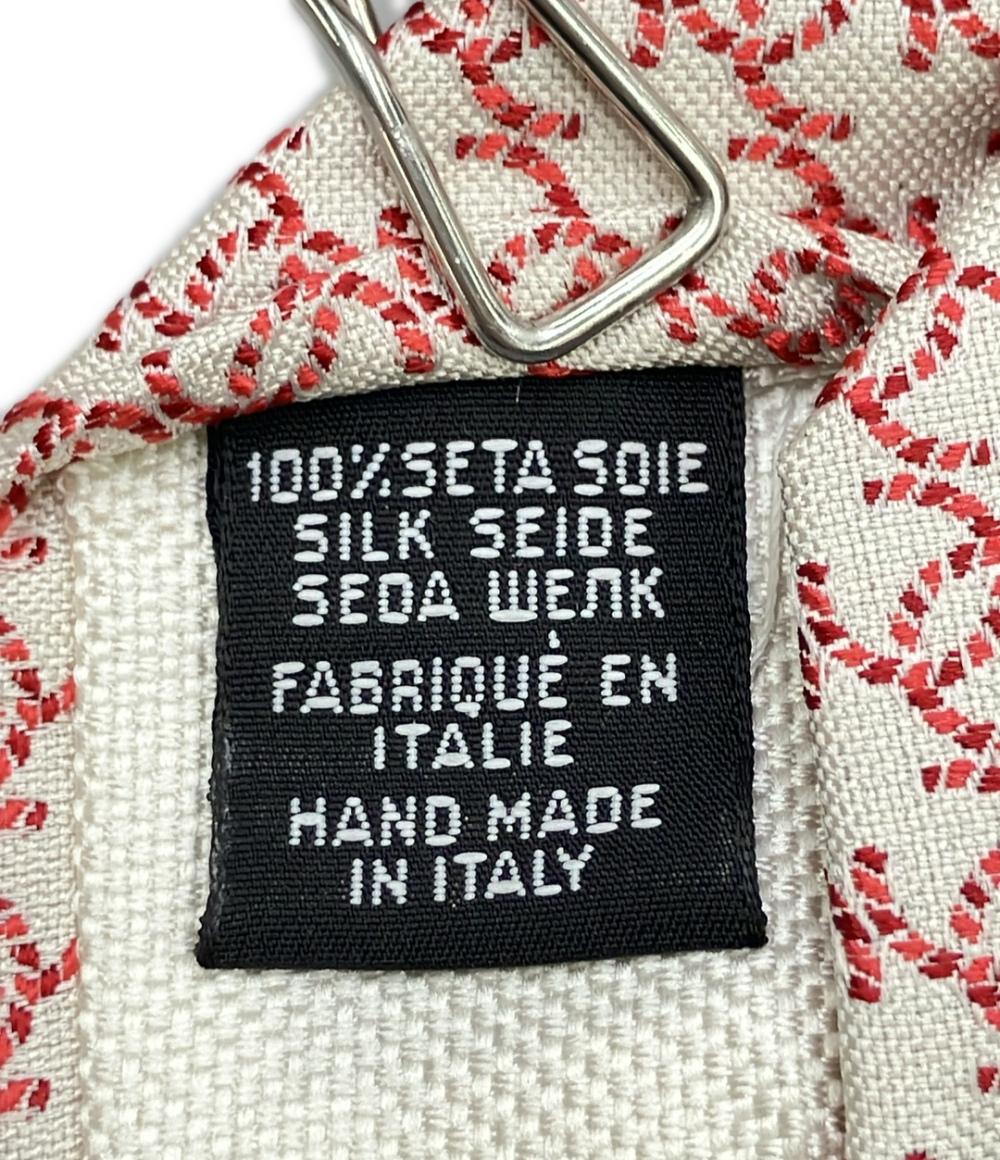 100% SETA SOIE
SILK SEIDE
SEDA ШЕЛК
FABRIQUÉ EN
ITALIE
HAND MADE
IN ITALY